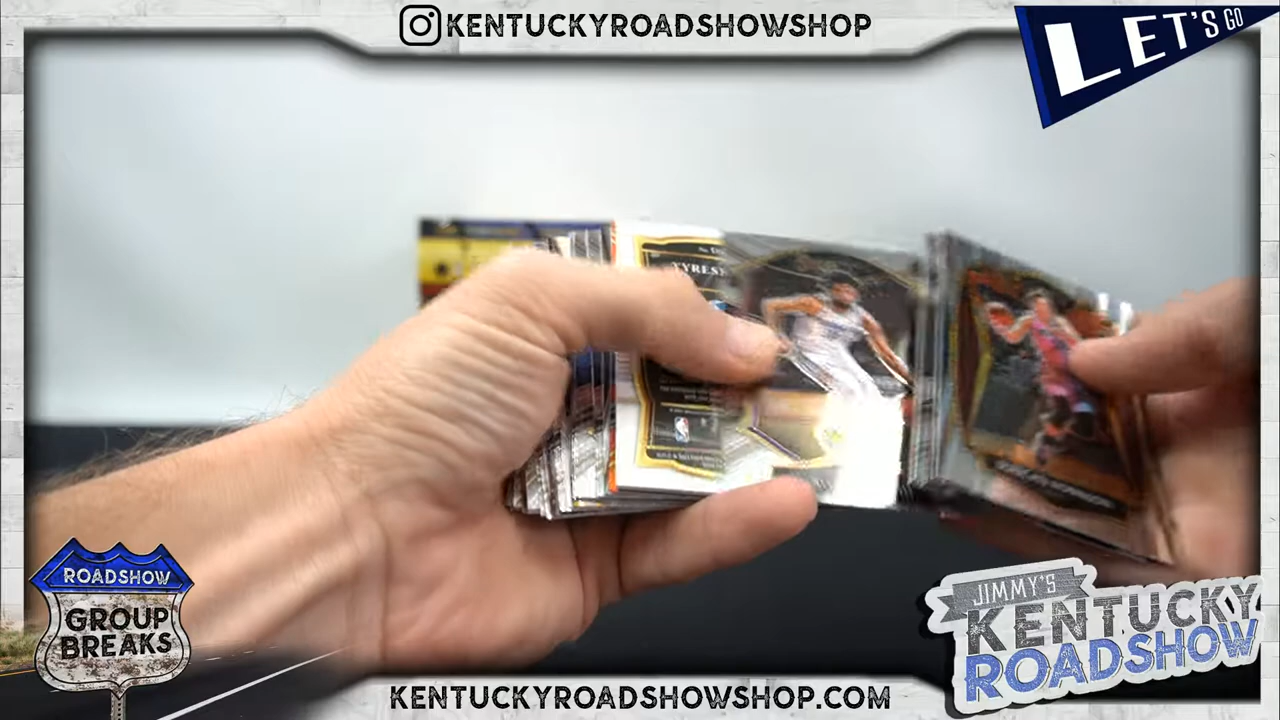 KENTUCKYROADSHOWSHOP
LET'S GO
TYRESE
ROADSHOW
GROUP
BREAKS
JIMMY'S
KENTUCKY
ROADSHOW
KENTUCKYROADSHOWSHOP.COM